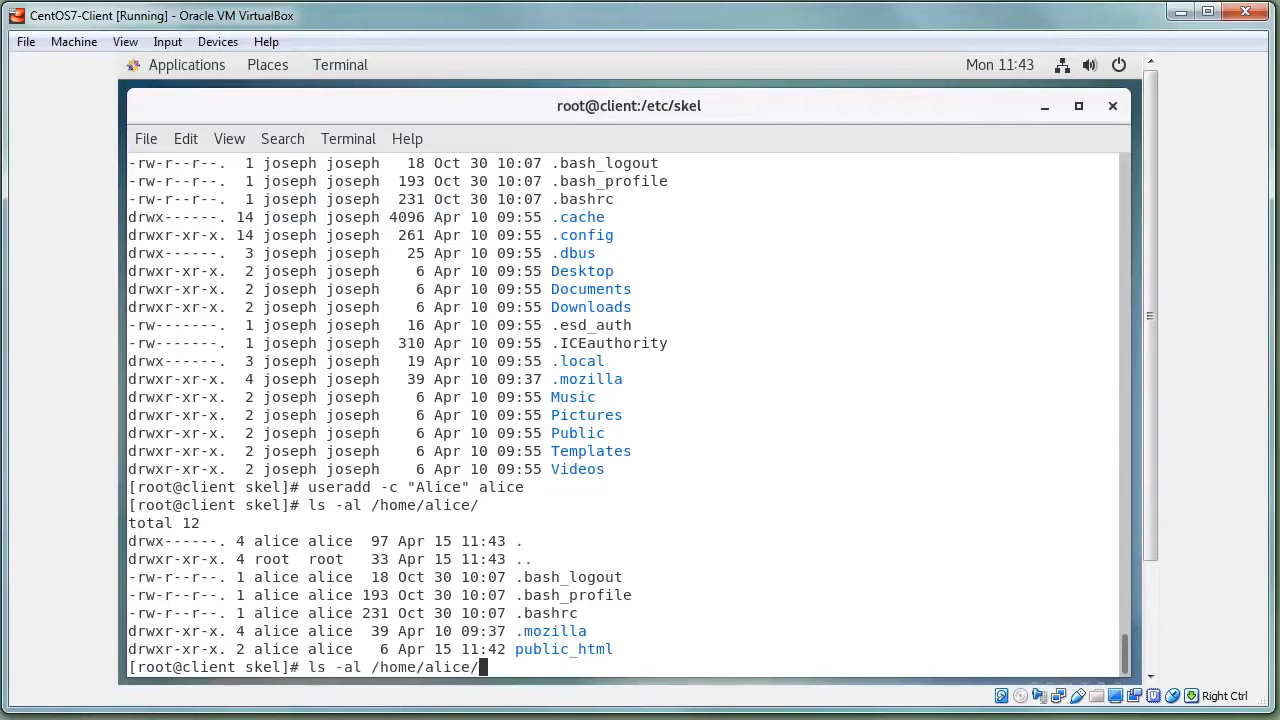 CentOS7-Client [Running] - Oracle VM VirtualBox
File Machine View Input Devices Help
Applications Places Terminal Mon 11:43
root@client:/etc/skel
File Edit View Search Terminal Help
-rw-r--r--. 1 joseph joseph 18 Oct 30 10:07 .bash_logout
-rw-r--r--. 1 joseph joseph 193 Oct 30 10:07 .bash_profile
-rw-r--r--. 1 joseph joseph 231 Oct 30 10:07 .bashrc
drwx------. 14 joseph joseph 4096 Apr 10 09:55 .cache
drwxr-xr-x. 14 joseph joseph 261 Apr 10 09:55 .config
drwx------. 3 joseph joseph 25 Apr 10 09:55 .dbus
drwxr-xr-x. 2 joseph joseph 6 Apr 10 09:55 Desktop
drwxr-xr-x. 2 joseph joseph 6 Apr 10 09:55 Documents
drwxr-xr-x. 2 joseph joseph 6 Apr 10 09:55 Downloads
-rw-------. 1 joseph joseph 16 Apr 10 09:55 .esd_auth
-rw-------. 1 joseph joseph 310 Apr 10 09:55 .ICEauthority
drwx------. 3 joseph joseph 19 Apr 10 09:55 .local
drwxr-xr-x. 4 joseph joseph 39 Apr 10 09:37 .mozilla
drwxr-xr-x. 2 joseph joseph 6 Apr 10 09:55 Music
drwxr-xr-x. 2 joseph joseph 6 Apr 10 09:55 Pictures
drwxr-xr-x. 2 joseph joseph 6 Apr 10 09:55 Public
drwxr-xr-x. 2 joseph joseph 6 Apr 10 09:55 Templates
drwxr-xr-x. 2 joseph joseph 6 Apr 10 09:55 Videos
[root@client skel]# useradd -c "Alice" alice
[root@client skel]# ls -al /home/alice/
total 12
drwx------. 4 alice alice 97 Apr 15 11:43 .
drwxr-xr-x. 4 root root 33 Apr 15 11:43 ..
-rw-r--r--. 1 alice alice 18 Oct 30 10:07 .bash_logout
-rw-r--r--. 1 alice alice 193 Oct 30 10:07 .bash_profile
-rw-r--r--. 1 alice alice 231 Oct 30 10:07 .bashrc
drwxr-xr-x. 4 alice alice 39 Apr 10 09:37 .mozilla
drwxr-xr-x. 2 alice alice 6 Apr 15 11:42 public_html
[root@client skel]# ls -al /home/alice/
Right Ctrl